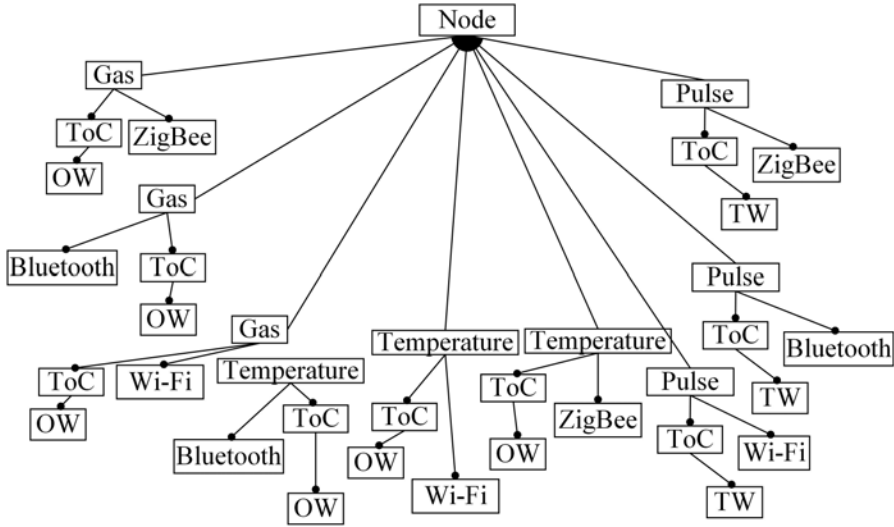 Node
Gas
ToC
ZigBee
OW
Gas
Bluetooth
ToC
OW
Gas
ToC
Wi-Fi
OW
Temperature
Bluetooth
ToC
OW
Temperature
ToC
OW
Wi-Fi
Temperature
ToC
ZigBee
OW
Pulse
ToC
Wi-Fi
TW
Pulse
ToC
Bluetooth
TW
Pulse
ToC
ZigBee
TW